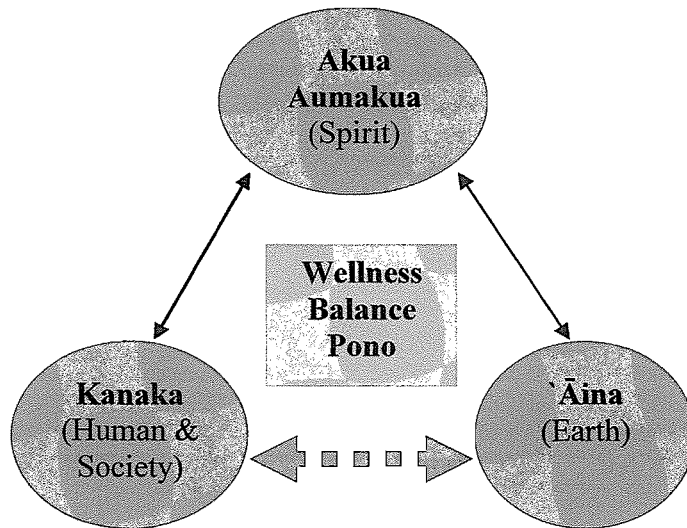 Akua
Aumakua
(Spirit)
Wellness
Balance
Pono
Kanaka
(Human &
Society)
`Āina
(Earth)